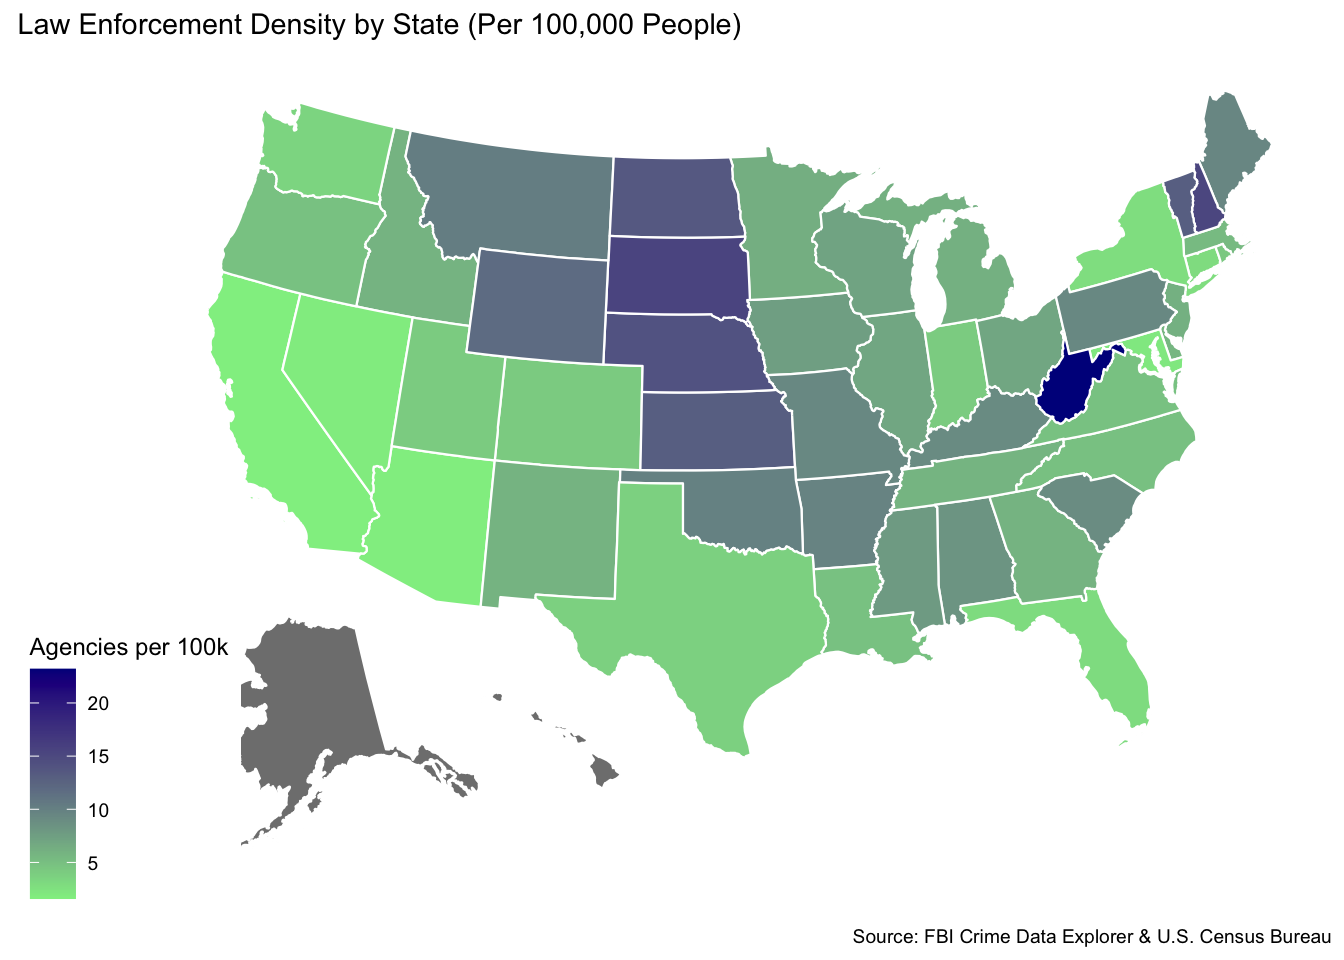 Law Enforcement Density by State (Per 100,000 People)
Agencies per 100k
20
15
10
5
Source: FBI Crime Data Explorer & U.S. Census Bureau